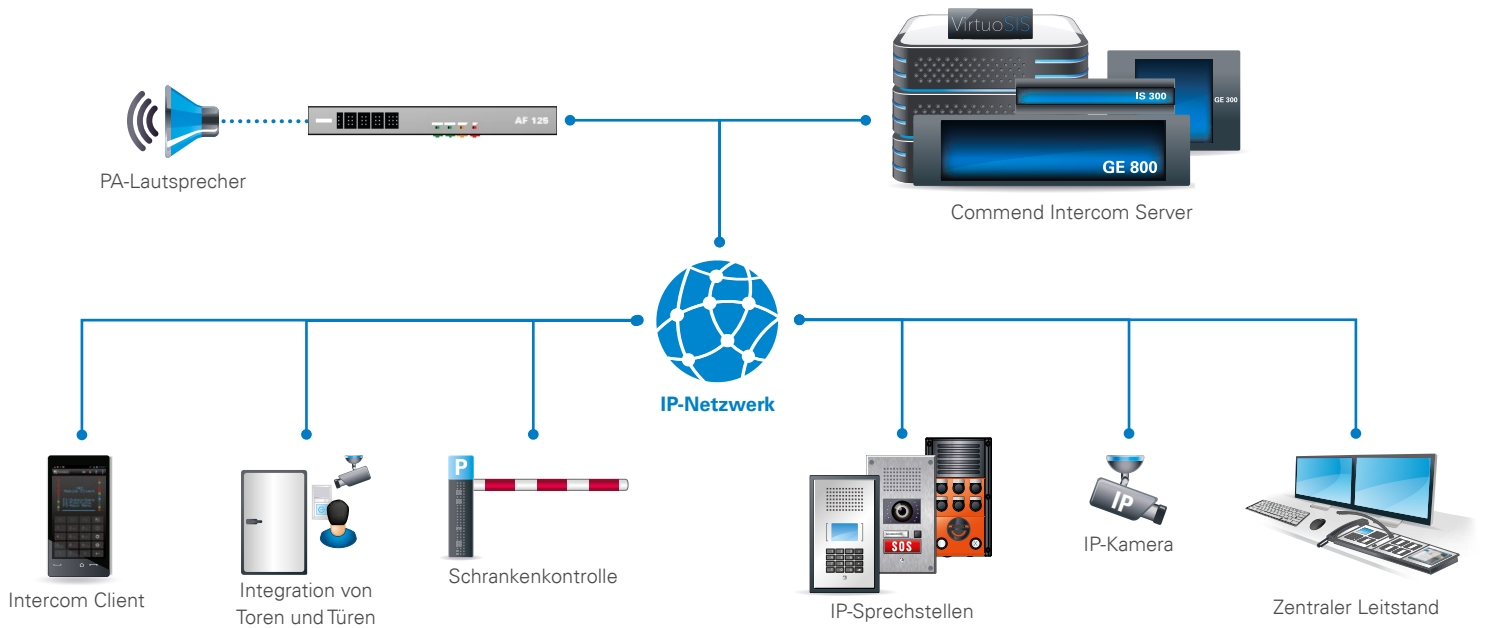 VirtuoSIS
IS 300
GE 300
GE 800
AF 125
PA-Lautsprecher
Commend Intercom Server
IP-Netzwerk
P
SOS
IP
Intercom Client
Integration von
Toren und Türen
Schrankenkontrolle
IP-Sprechstellen
IP-Kamera
Zentraler Leitstand